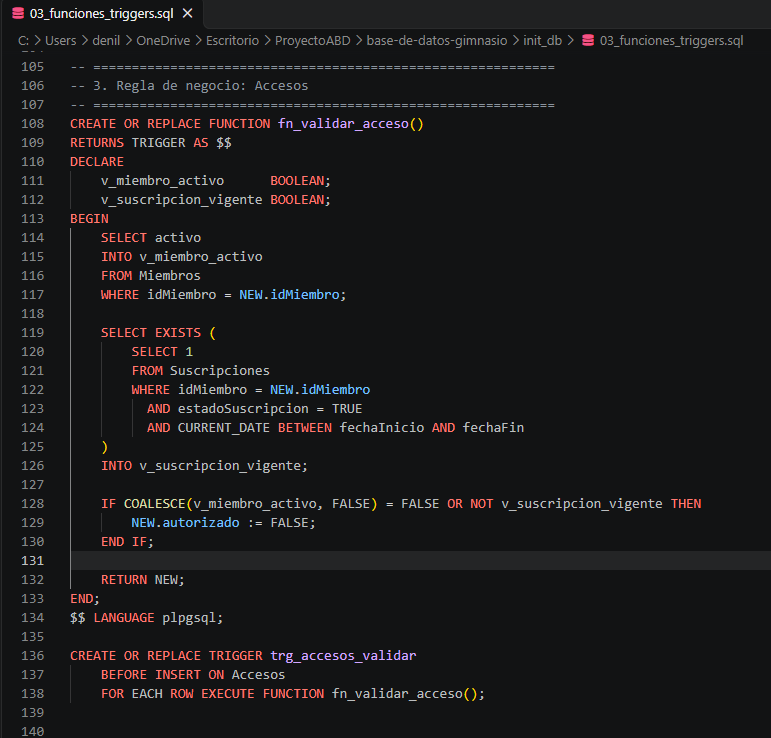 03_funciones_triggers.sql ×
C: > Users > denil > OneDrive > Escritorio > ProyectoABD > base-de-datos-gimnasio > init_db > 03_funciones_triggers.sql
105 -- ============================================================
106 -- 3. Regla de negocio: Accesos
107 -- ============================================================
108 CREATE OR REPLACE FUNCTION fn_validar_acceso()
109 RETURNS TRIGGER AS $$
110 DECLARE
111     v_miembro_activo      BOOLEAN;
112     v_suscripcion_vigente BOOLEAN;
113 BEGIN
114     SELECT activo
115     INTO v_miembro_activo
116     FROM Miembros
117     WHERE idMiembro = NEW.idMiembro;
118
119     SELECT EXISTS (
120         SELECT 1
121         FROM Suscripciones
122         WHERE idMiembro = NEW.idMiembro
123           AND estadoSuscripcion = TRUE
124           AND CURRENT_DATE BETWEEN fechaInicio AND fechaFin
125     )
126     INTO v_suscripcion_vigente;
127
128     IF COALESCE(v_miembro_activo, FALSE) = FALSE OR NOT v_suscripcion_vigente THEN
129         NEW.autorizado := FALSE;
130     END IF;
131
132     RETURN NEW;
133 END;
134 $$ LANGUAGE plpgsql;
135
136 CREATE OR REPLACE TRIGGER trg_accesos_validar
137     BEFORE INSERT ON Accesos
138     FOR EACH ROW EXECUTE FUNCTION fn_validar_acceso();
139
140